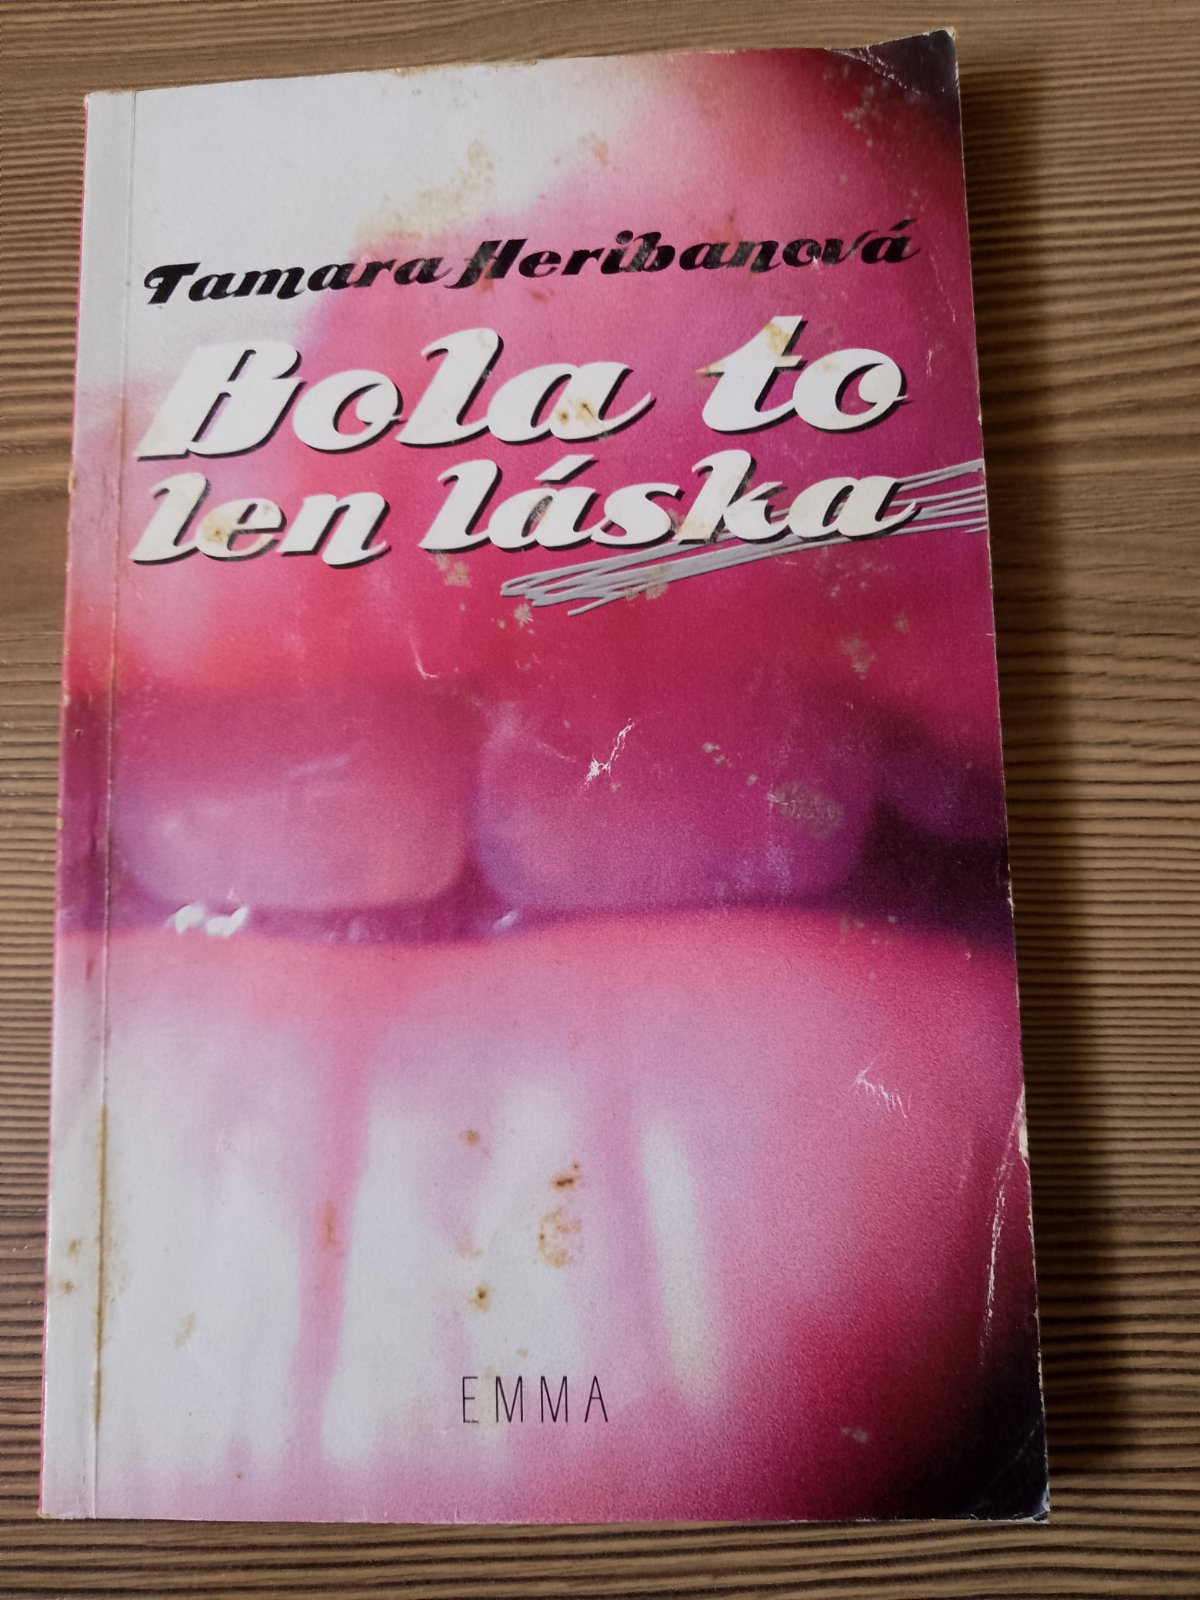 Tamara Heribanová
Bola to
len láska
EMMA